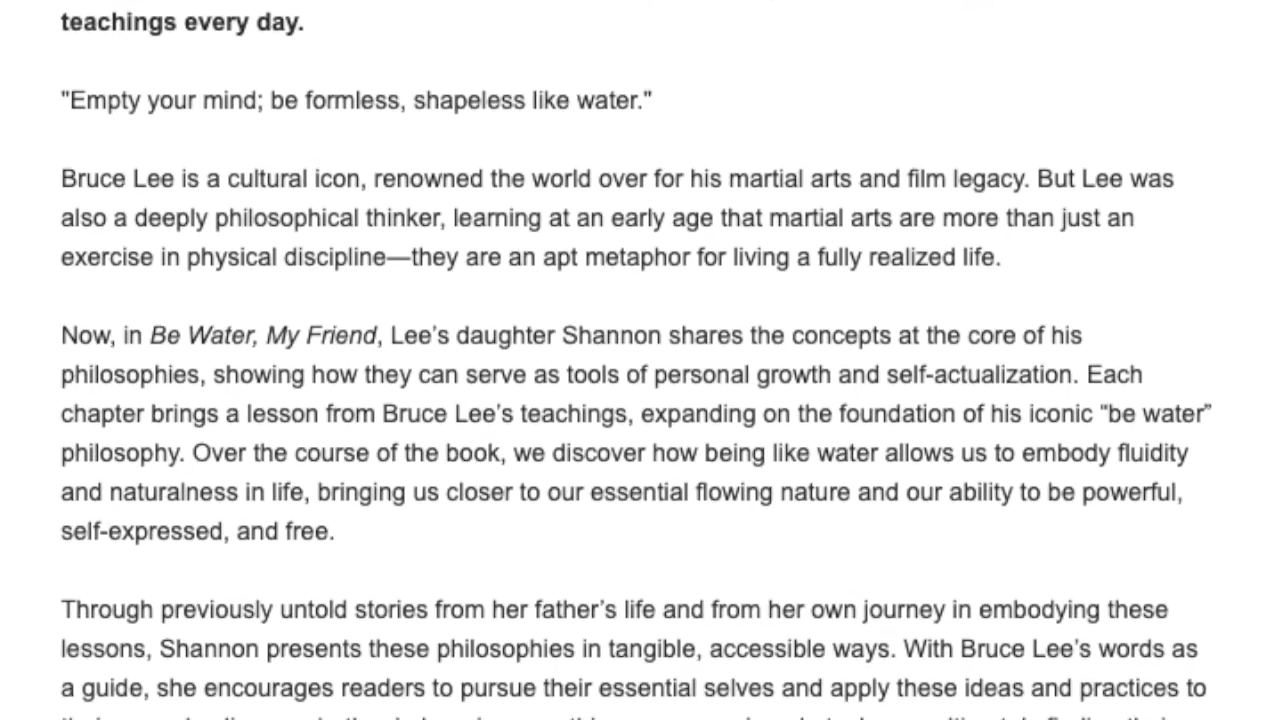 teachings every day.
"Empty your mind; be formless, shapeless like water."
Bruce Lee is a cultural icon, renowned the world over for his martial arts and film legacy. But Lee was
also a deeply philosophical thinker, learning at an early age that martial arts are more than just an
exercise in physical discipline—they are an apt metaphor for living a fully realized life.
Now, in Be Water, My Friend, Lee’s daughter Shannon shares the concepts at the core of his
philosophies, showing how they can serve as tools of personal growth and self-actualization. Each
chapter brings a lesson from Bruce Lee’s teachings, expanding on the foundation of his iconic “be water”
philosophy. Over the course of the book, we discover how being like water allows us to embody fluidity
and naturalness in life, bringing us closer to our essential flowing nature and our ability to be powerful,
self-expressed, and free.
Through previously untold stories from her father’s life and from her own journey in embodying these
lessons, Shannon presents these philosophies in tangible, accessible ways. With Bruce Lee’s words as
a guide, she encourages readers to pursue their essential selves and apply these ideas and practices to